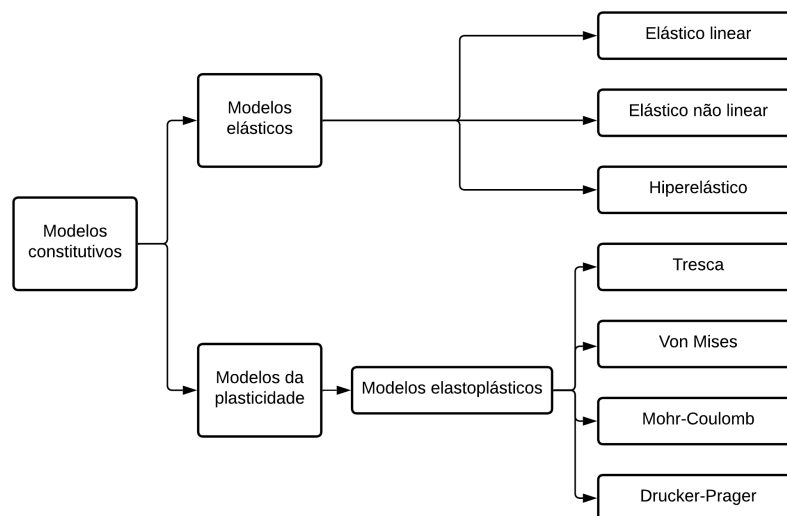 Elástico linear
Modelos
elásticos
Elástico não linear
Hiperelástico
Modelos
constitutivos
Tresca
Von Mises
Modelos da
plasticidade
Modelos elastoplásticos
Mohr-Coulomb
Drucker-Prager